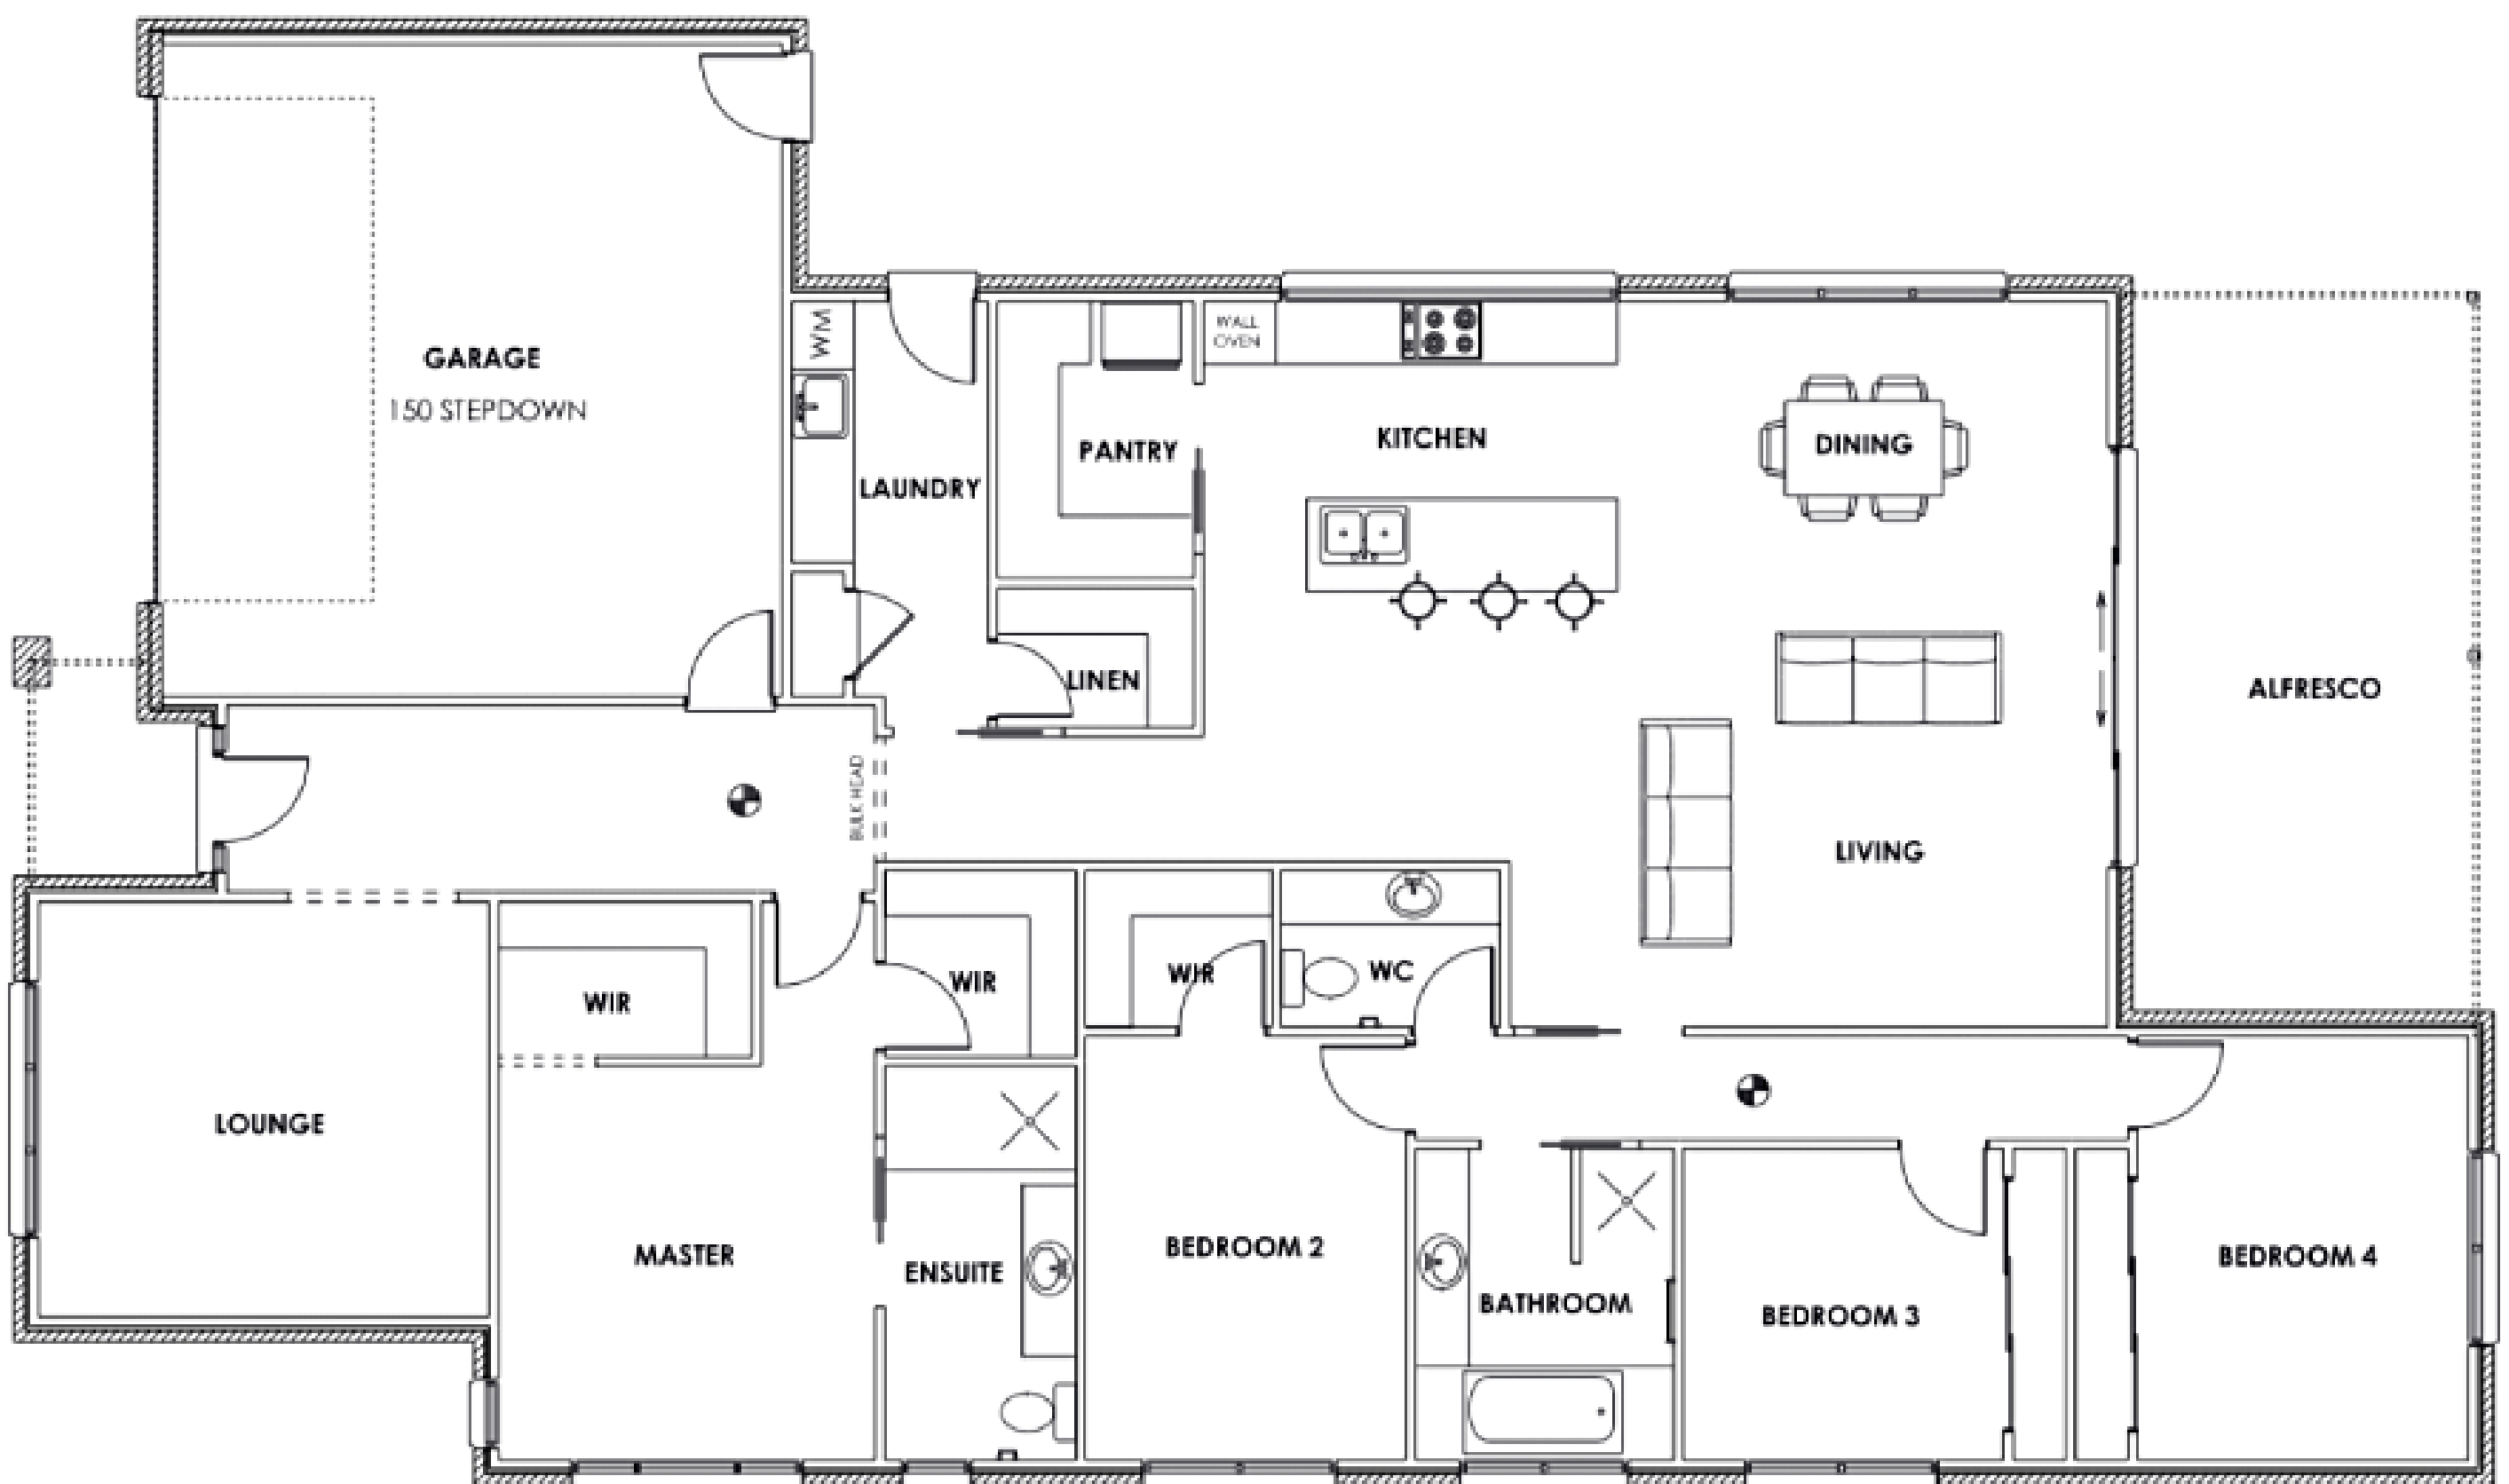 WM
WALL
OVEN
GARAGE
150 STEPDOWN
PANTRY
KITCHEN
DINING
LAUNDRY
LINEN
ALFRESCO
BULK HEAD
LIVING
WIR
WIR
WIR
WC
LOUNGE
MASTER
ENSUITE
BEDROOM 2
BATHROOM
BEDROOM 3
BEDROOM 4